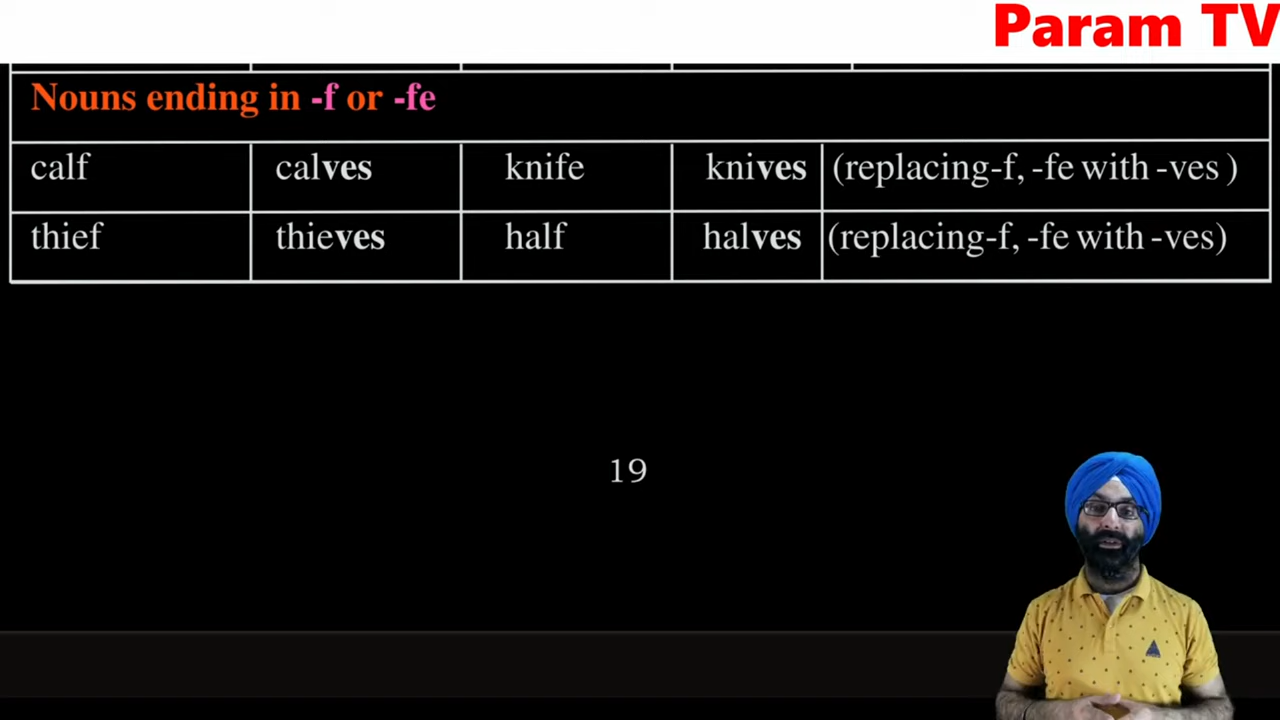 Param TV
Nouns ending in -f or -fe
calf calves knife knives (replacing-f, -fe with -ves )
thief thieves half halves (replacing-f, -fe with -ves)
19